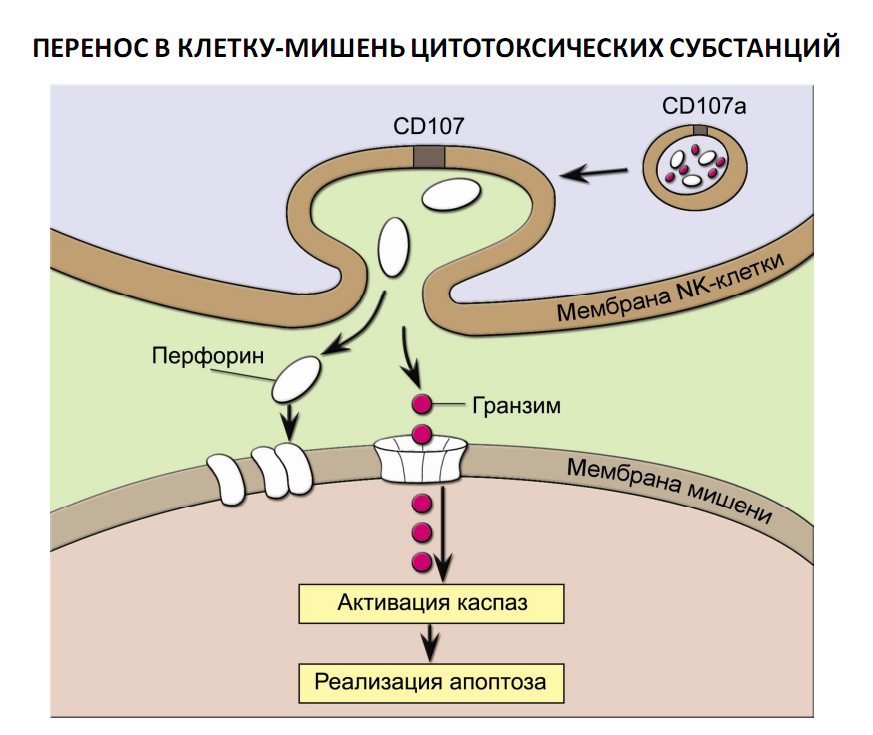 ПЕРЕНОС В КЛЕТКУ-МИШЕНЬ ЦИТОТОКСИЧЕСКИХ СУБСТАНЦИЙ
CD107a
CD107
Мембрана NK-клетки
Перфорин
Гранзим
Мембрана мишени
Активация каспаз
Реализация апоптоза